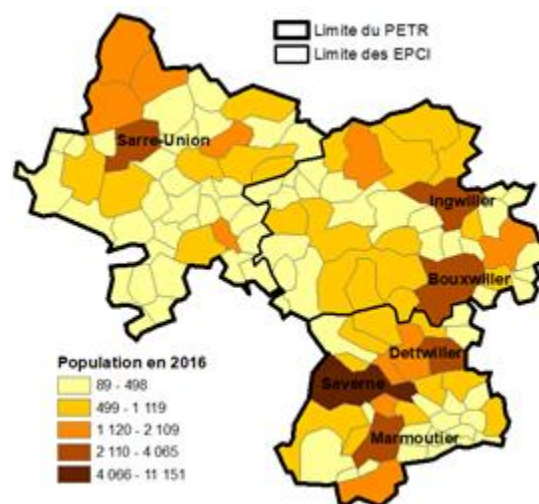 Limite du PETR
Limite des EPCI
Sarre-Union
Ingwiller
Bouxwiller
Dettwiller
Saverne
Marmoutier
Population en 2016
89 - 498
499 - 1 119
1 120 - 2 109
2 110 - 4 065
4 066 - 11 151